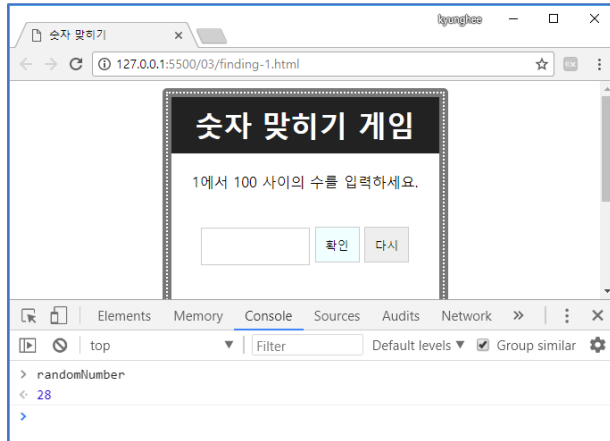 kyunghee
숫자 맞히기
127.0.0.1:5500/03/finding-1.html
숫자 맞히기 게임
1에서 100 사이의 수를 입력하세요.
확인 다시
Elements Memory Console Sources Audits Network »
top Filter Default levels Group similar
> randomNumber
28
>